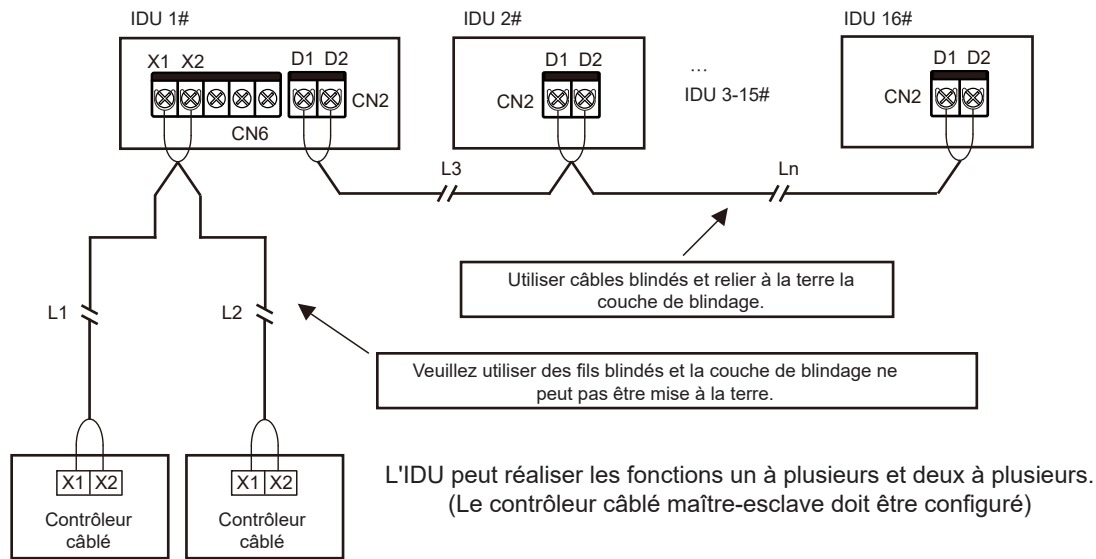 IDU 1#
IDU 2#
IDU 16#
X1 X2
D1 D2
CN2
CN6
D1 D2
CN2
...
IDU 3-15#
D1 D2
CN2
L3
Ln
Utiliser câbles blindés et relier à la terre la
couche de blindage.
L1
L2
Veuillez utiliser des fils blindés et la couche de blindage ne
peut pas être mise à la terre.
X1 X2
Contrôleur
câblé
X1 X2
Contrôleur
câblé
L'IDU peut réaliser les fonctions un à plusieurs et deux à plusieurs.
(Le contrôleur câblé maître-esclave doit être configuré)